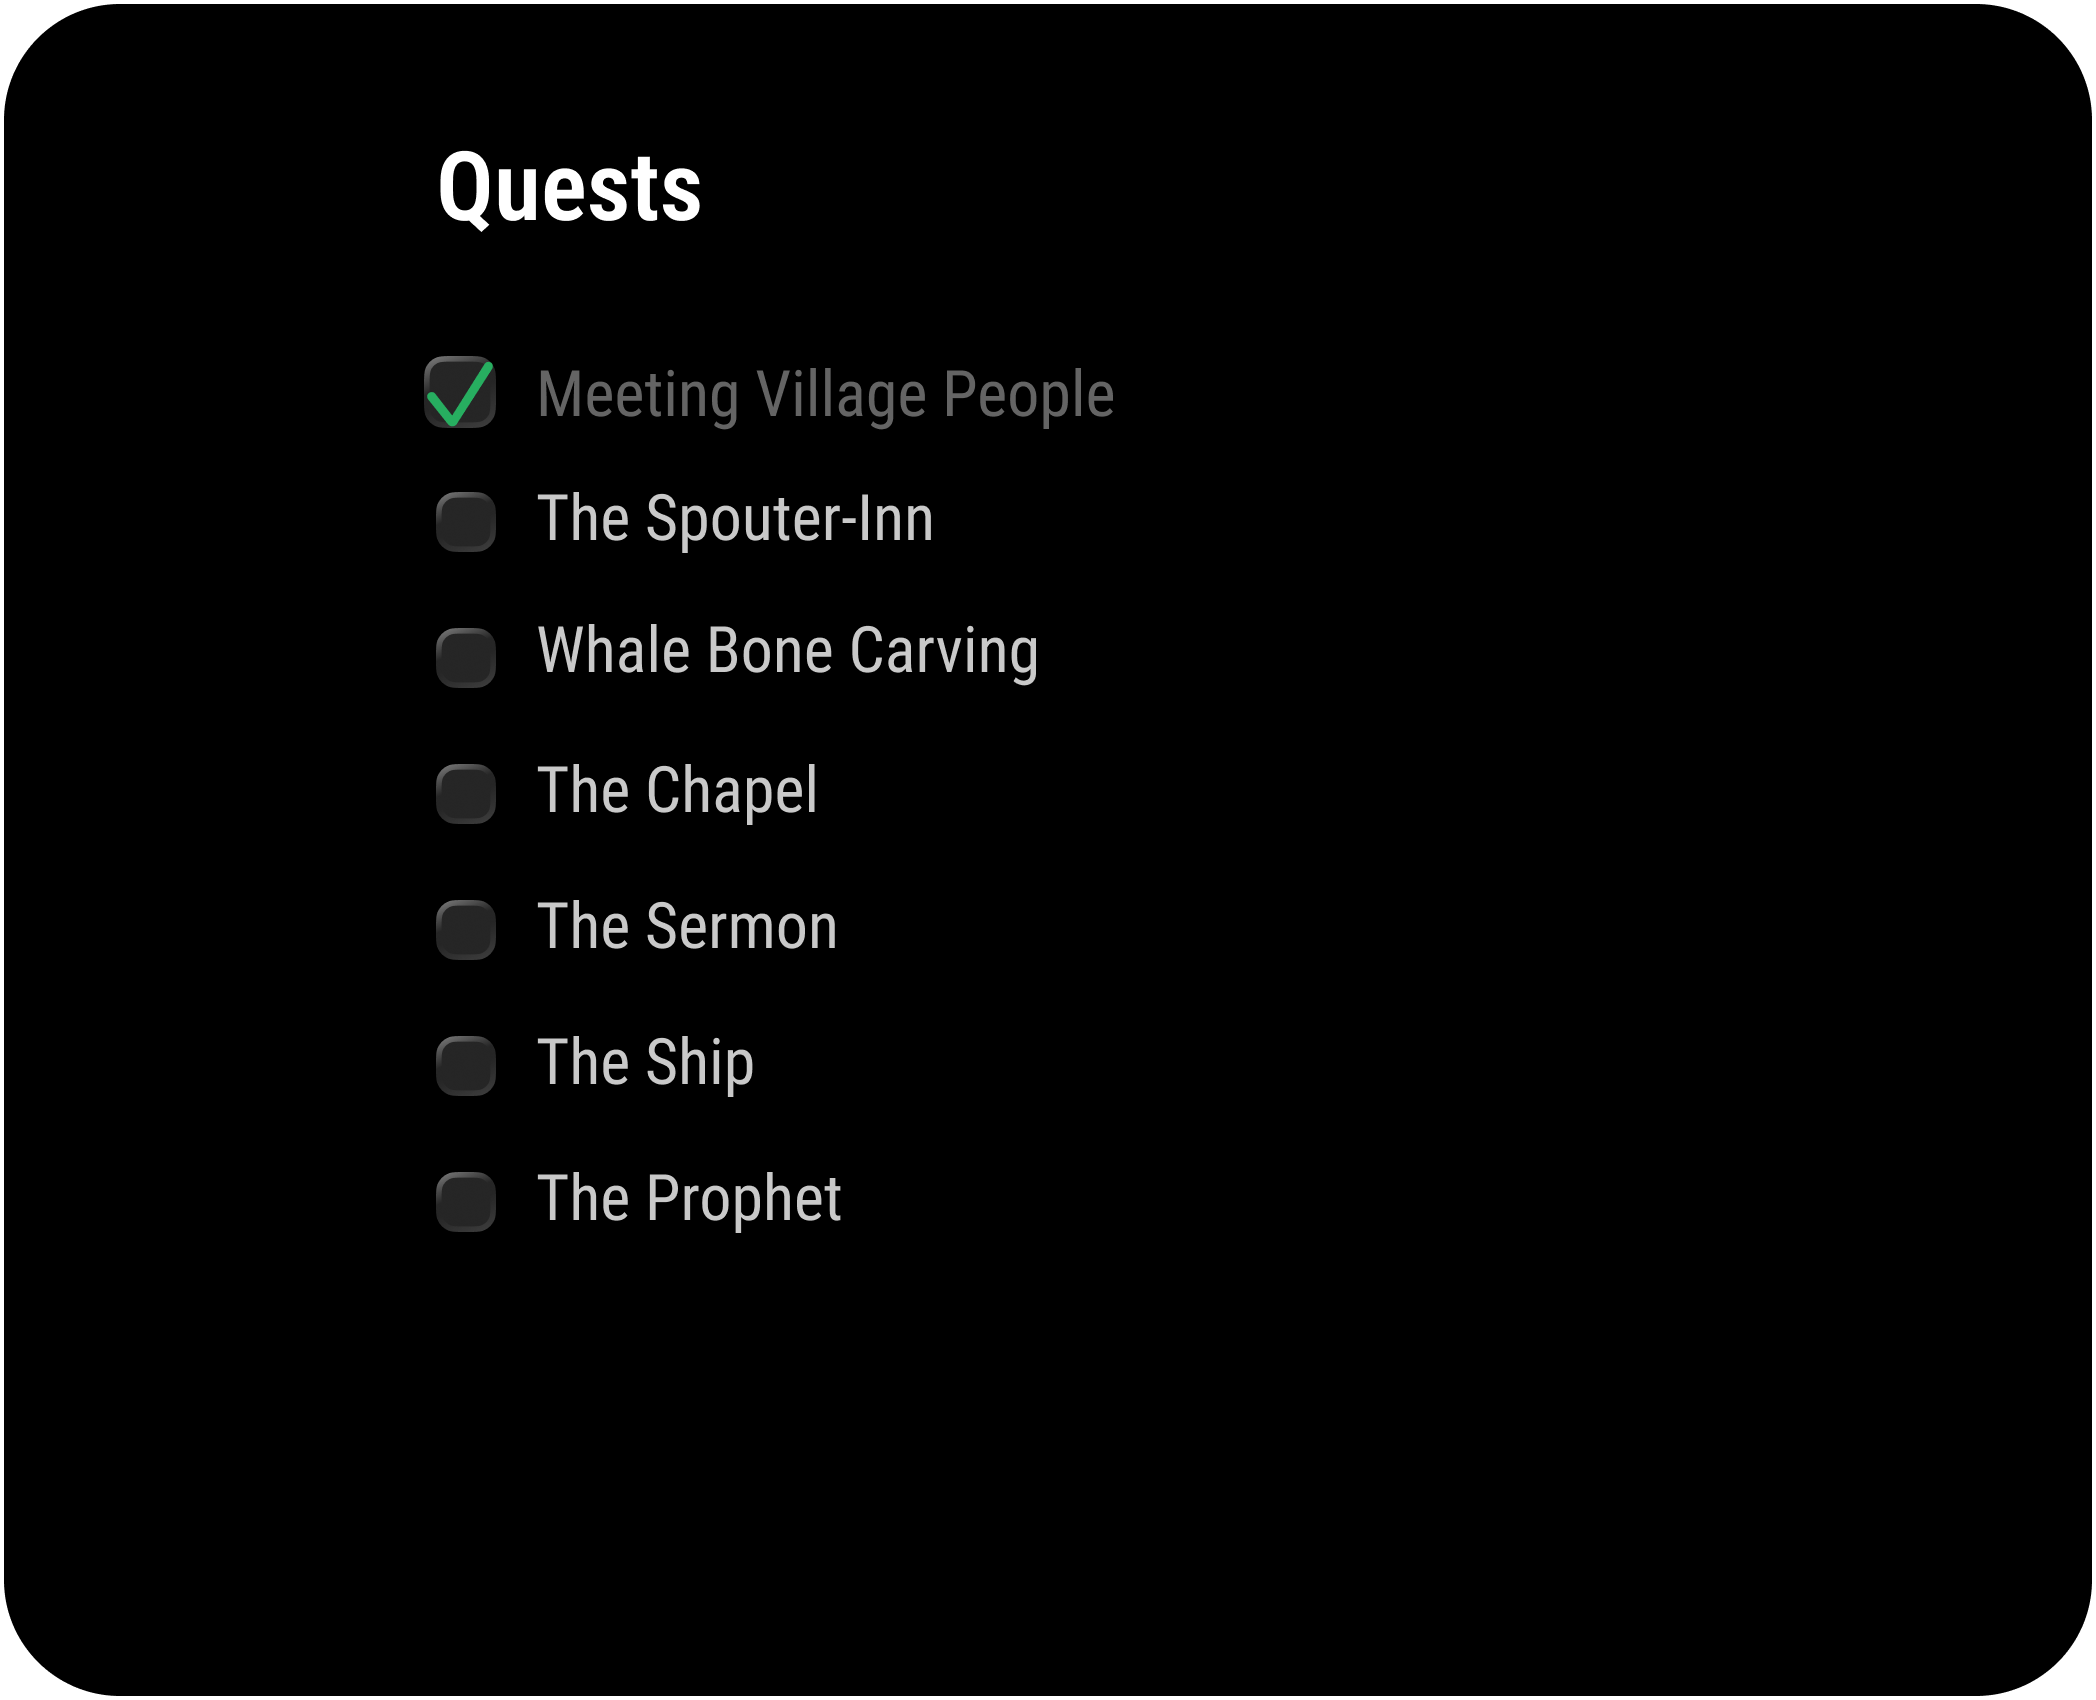 Quests
Meeting Village People
The Spouter-Inn
Whale Bone Carving
The Chapel
The Sermon
The Ship
The Prophet